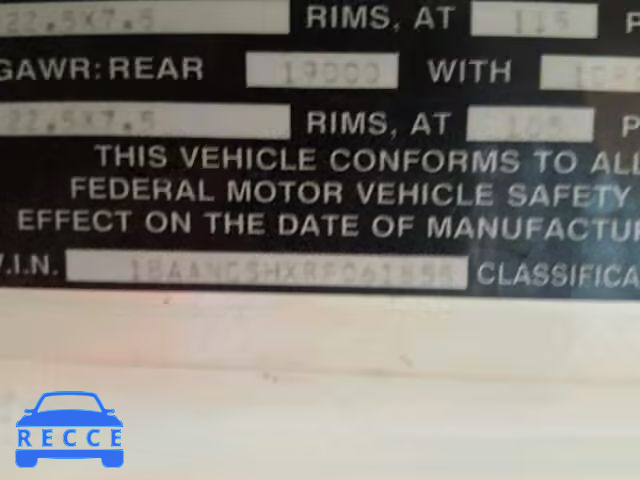 22.5X7.5 RIMS, AT 115
GAWR: REAR 19000 WITH
22.5X7.5 RIMS, AT 105
THIS VEHICLE CONFORMS TO ALL
FEDERAL MOTOR VEHICLE SAFETY
EFFECT ON THE DATE OF MANUFACTU
V.I.N. CLASSIFICA
RECCE